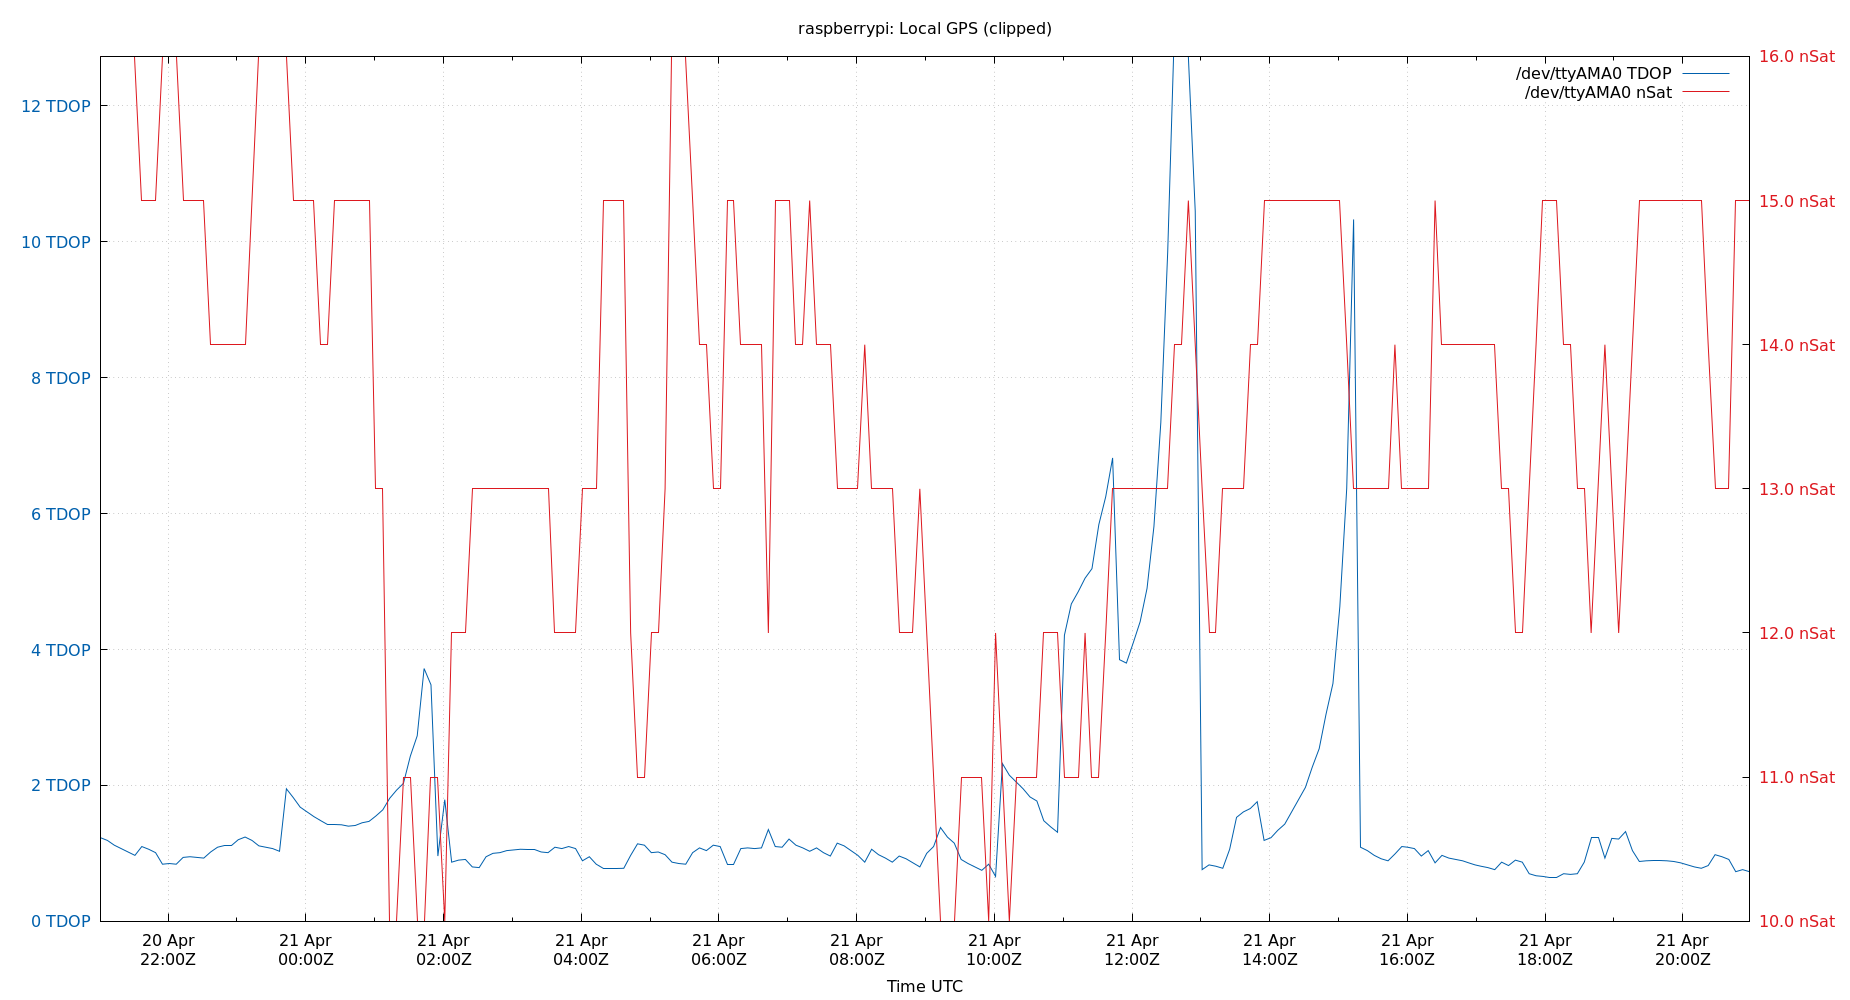 raspberrypi: Local GPS (clipped)
/dev/ttyAMA0 TDOP
/dev/ttyAMA0 nSat
12 TDOP
10 TDOP
8 TDOP
6 TDOP
4 TDOP
2 TDOP
0 TDOP
16.0 nSat
15.0 nSat
14.0 nSat
13.0 nSat
12.0 nSat
11.0 nSat
10.0 nSat
20 Apr
22:00Z
21 Apr
00:00Z
21 Apr
02:00Z
21 Apr
04:00Z
21 Apr
06:00Z
21 Apr
08:00Z
21 Apr
10:00Z
21 Apr
12:00Z
21 Apr
14:00Z
21 Apr
16:00Z
21 Apr
18:00Z
21 Apr
20:00Z
Time UTC